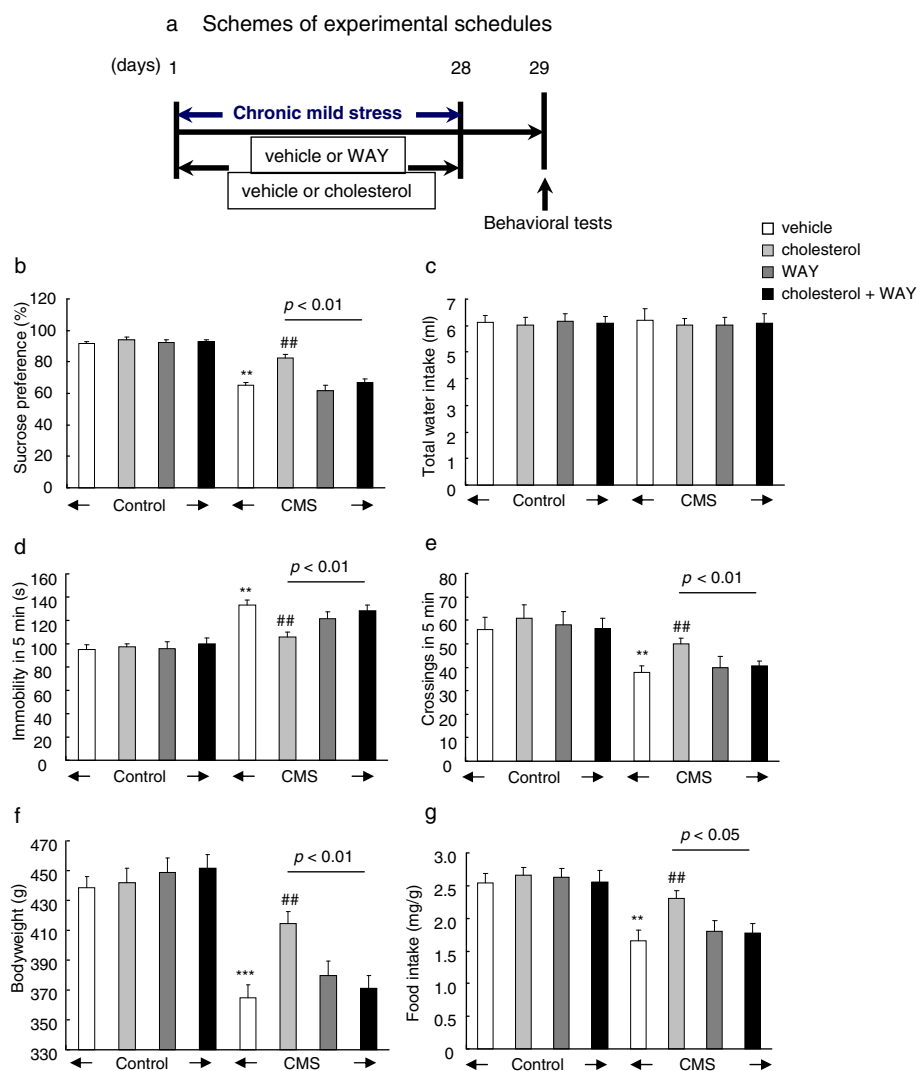 a Schemes of experimental schedules
(days) 1 28 29
Chronic mild stress
vehicle or WAY
vehicle or cholesterol
Behavioral tests
vehicle
cholesterol
WAY
cholesterol + WAY
b
Sucrose preference (%)
120
100
80
60
40
20
0
**
##
p < 0.01
Control CMS
c
Total water intake (ml)
7
6
5
4
3
2
1
0
Control CMS
d
Immobility in 5 min (s)
160
140
120
100
80
60
40
20
0
**
##
p < 0.01
Control CMS
e
Crossings in 5 min
80
70
60
50
40
30
20
10
0
**
##
p < 0.01
Control CMS
f
Bodyweight (g)
470
450
430
410
390
370
350
330
***
##
p < 0.01
Control CMS
g
Food intake (mg/g)
3.0
2.5
2.0
1.5
1.0
0.5
0
**
##
p < 0.05
Control CMS